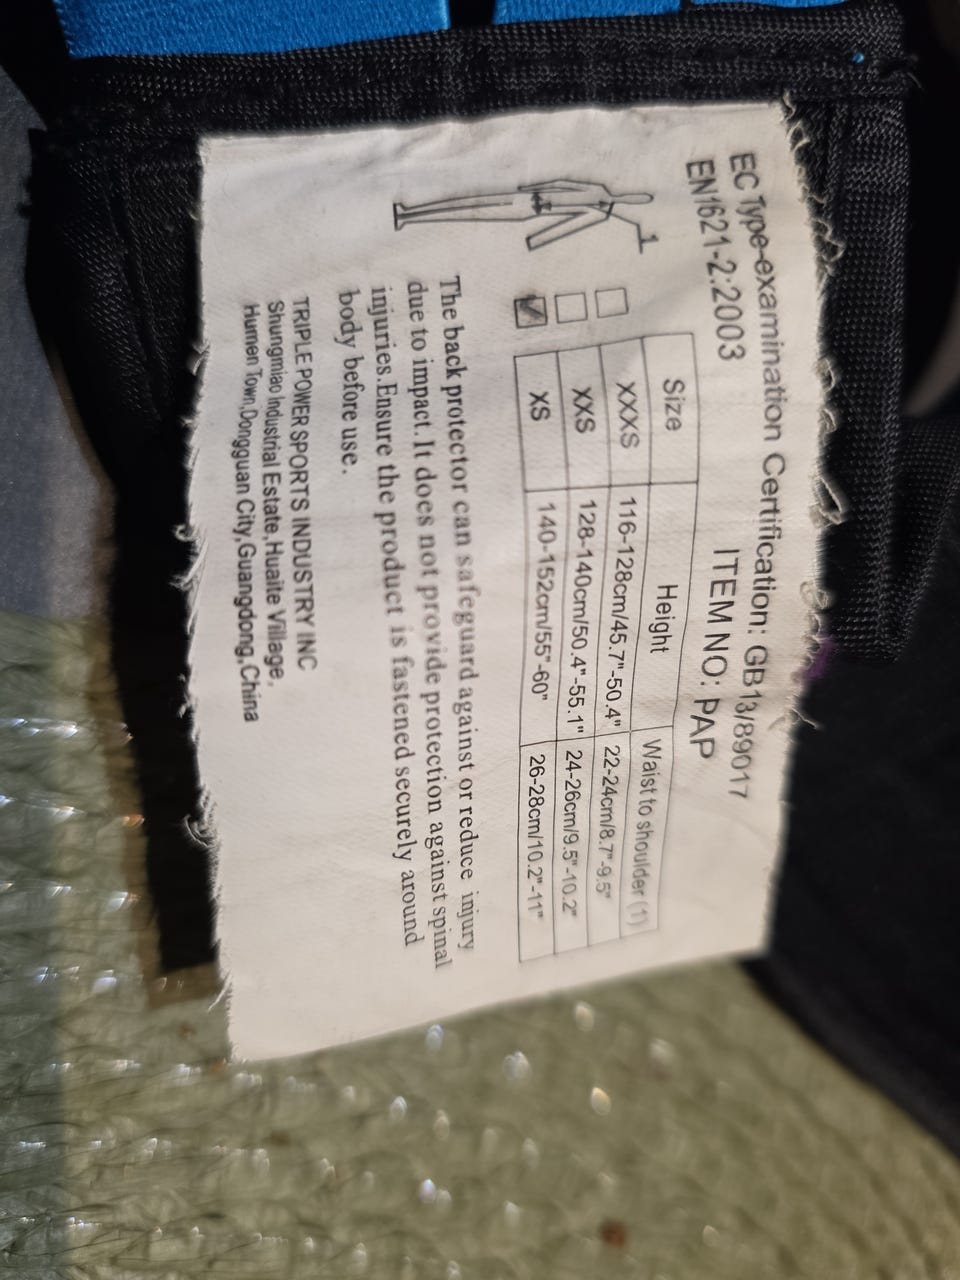 EC Type-examination Certification: GB13/89017
EN1621-2:2003 ITEM NO: PAP
1
Size Height Waist to shoulder (1)
XXXS 116-128cm/45.7"-50.4" 22-24cm/8.7"-9.5"
XXS 128-140cm/50.4"-55.1" 24-26cm/9.5"-10.2"
XS 140-152cm/55"-60" 26-28cm/10.2"-11"
The back protector can safeguard against or reduce injury
due to impact.It does not provide protection against spinal
injuries.Ensure the product is fastened securely around
body before use.
TRIPLE POWER SPORTS INDUSTRY INC
Shungmiao Industrial Estate,Huaite Village,
Humen Town,Dongguan City,Guangdong,China